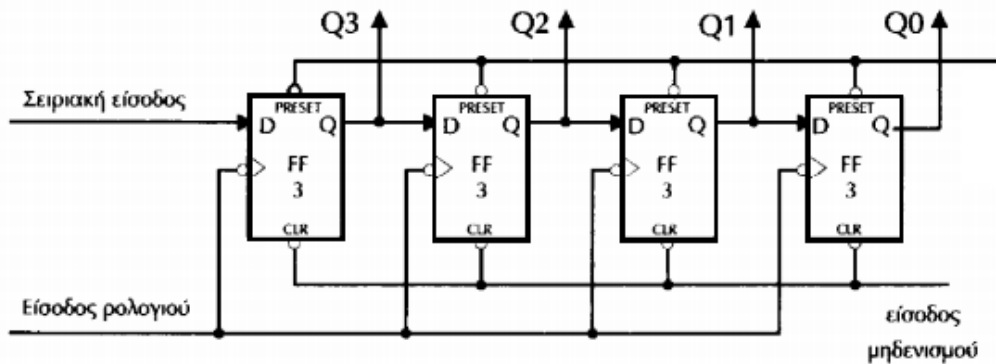 Q3 Q2 Q1 Q0
Σειριακή είσοδος
PRESET PRESET PRESET PRESET
D Q D Q D Q D Q
FF FF FF FF
3 3 3 3
CLR CLR CLR CLR
Είσοδος ρολογιού
είσοδος
μηδενισμού